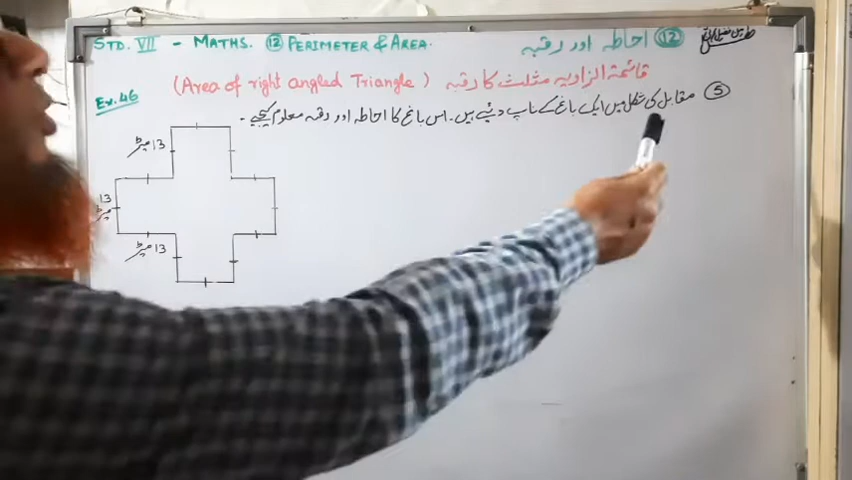 STD. VII - MATHS. ⑫ PERIMETER & AREA.
⑫ احاطہ اور رقبہ
(Area of right angled Triangle) قائمۃ الزاویہ مثلث کا رقبہ
Ex. 46
⑤ مقابل کی شکل میں ایک باغ کے ناپ دیئے ہیں۔ اس باغ کا احاطہ اور رقبہ معلوم کیجیے۔
13 میٹر
13 میٹر
13 میٹر